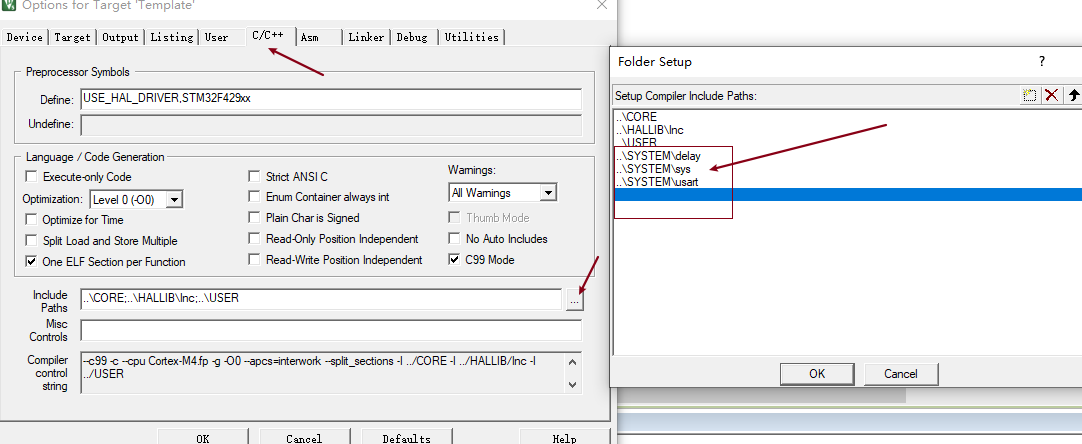 Options for Target 'Template'
Device Target Output Listing User C/C++ Asm Linker Debug Utilities
Preprocessor Symbols
Define: USE_HAL_DRIVER,STM32F429xx
Undefine:
Language / Code Generation
Execute-only Code
Strict ANSI C
Warnings:
Optimization: Level 0 (-O0)
Enum Container always int
All Warnings
Optimize for Time
Plain Char is Signed
Thumb Mode
Split Load and Store Multiple
Read-Only Position Independent
No Auto Includes
One ELF Section per Function
Read-Write Position Independent
C99 Mode
Include Paths
..\CORE;..\HALLIB\Inc;..\USER
...
Misc Controls
Compiler control string
--c99 -c --cpu Cortex-M4.fp -g -O0 --apcs=interwork --split_sections -I ../CORE -I ../HALLIB/Inc -I
../USER
OK Cancel Defaults Help
Folder Setup
?
Setup Compiler Include Paths:
..\CORE
..\HALLIB\Inc
..\USER
..\SYSTEM\delay
..\SYSTEM\sys
..\SYSTEM\usart
OK Cancel